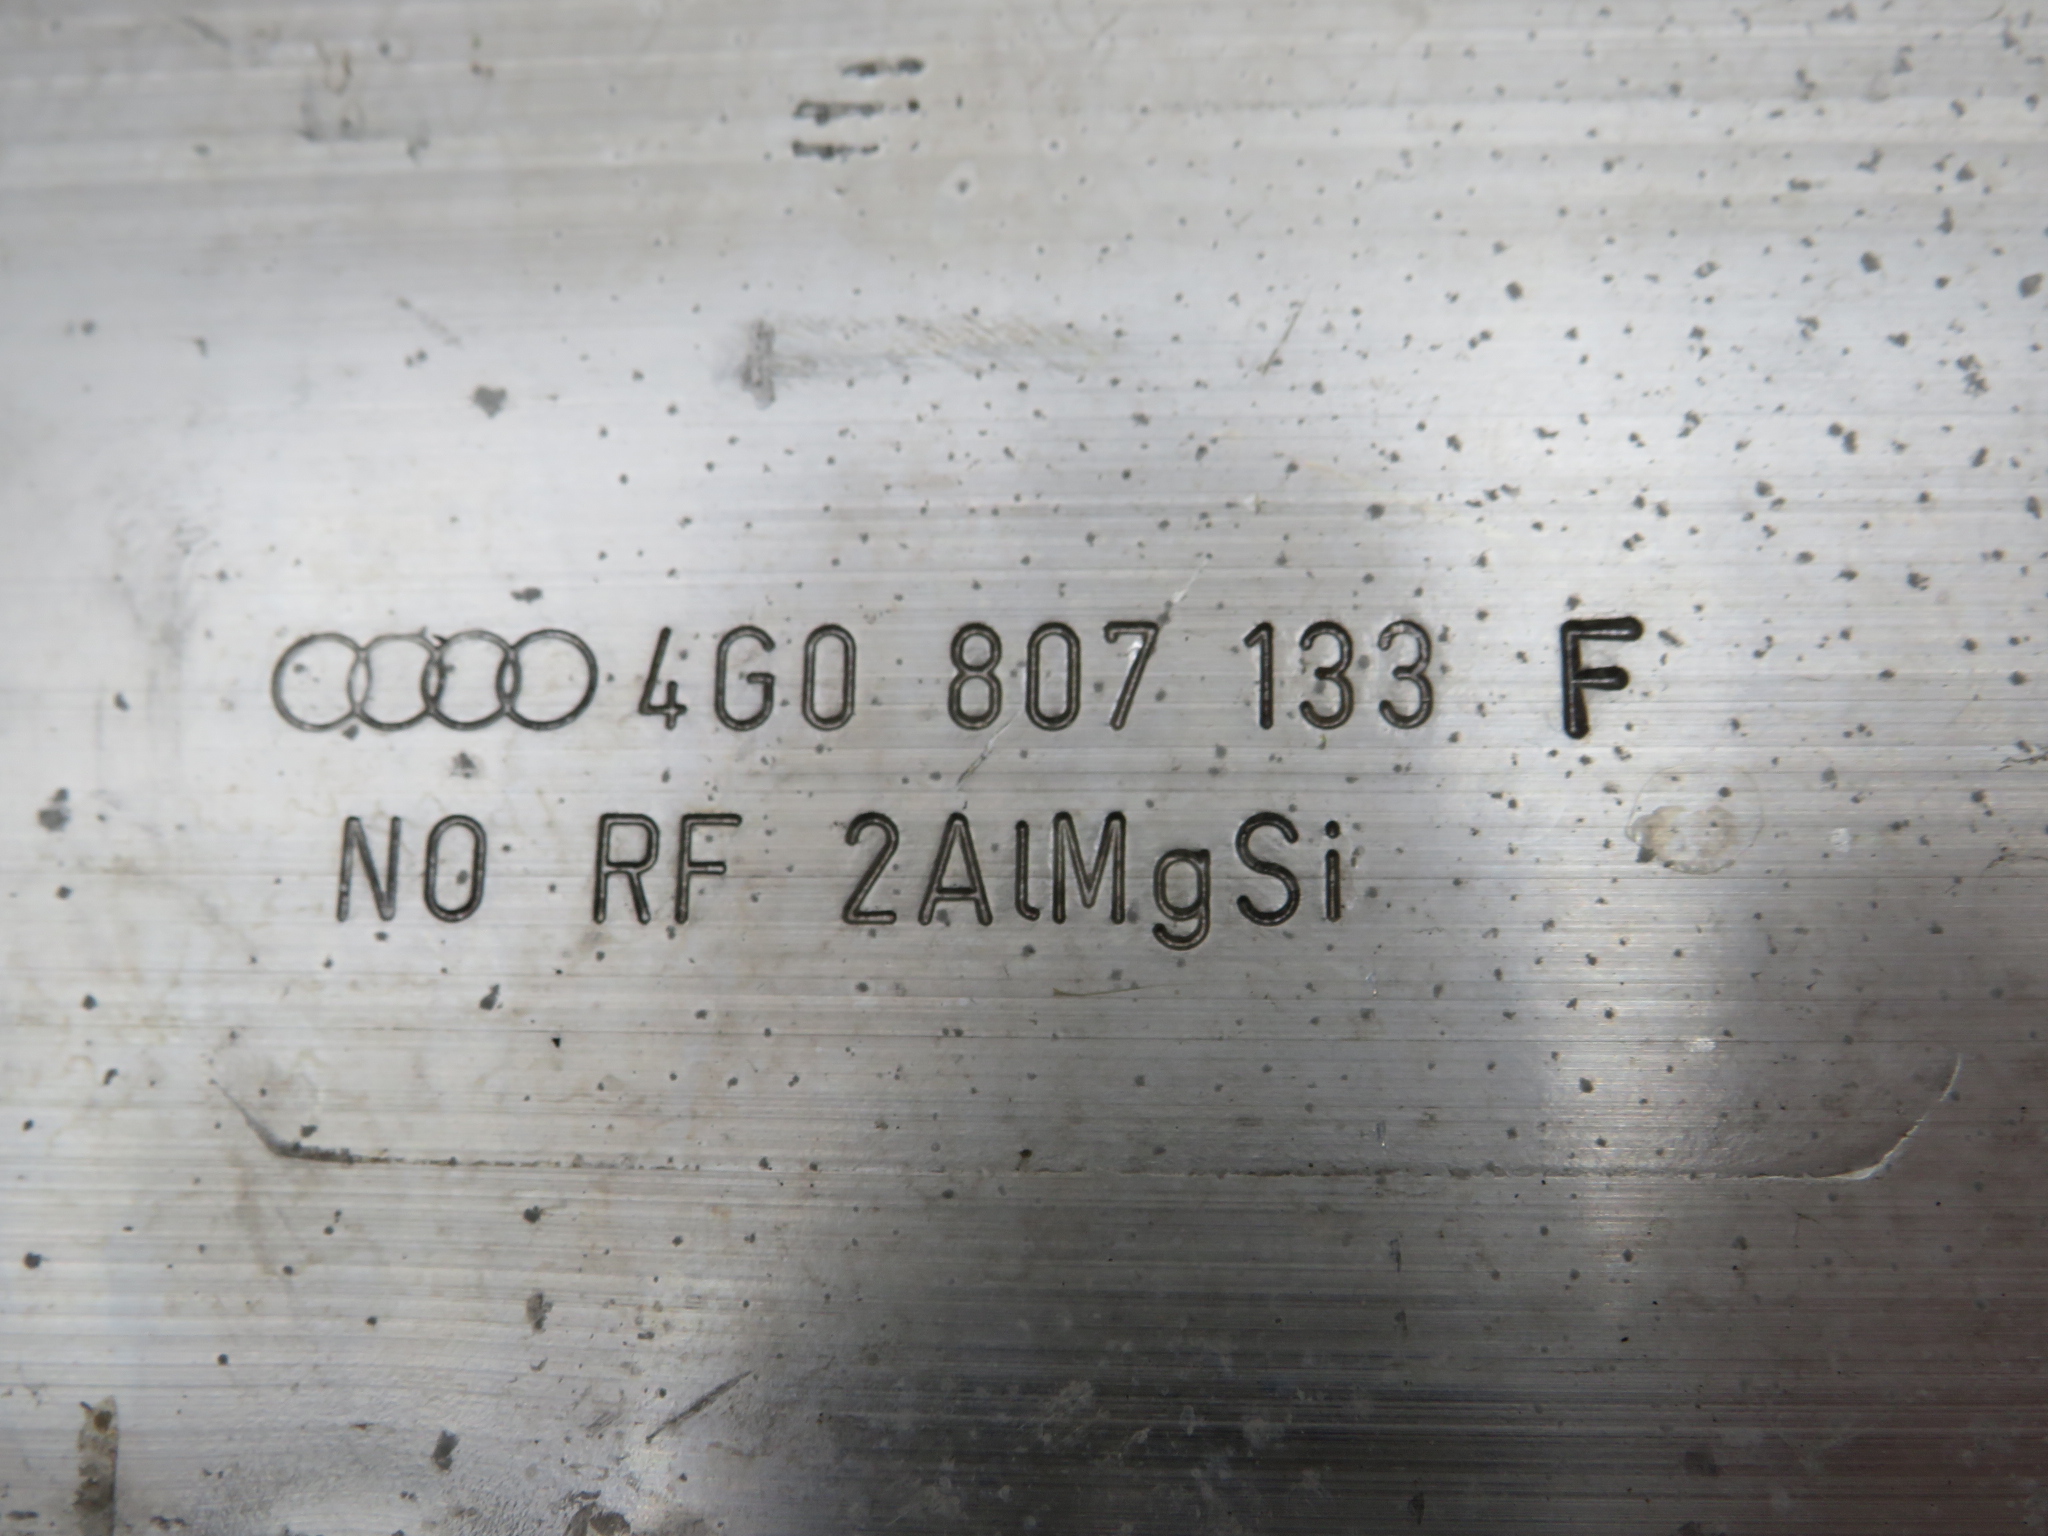 4G0 807 133 F
NO RF 2AlMgSi